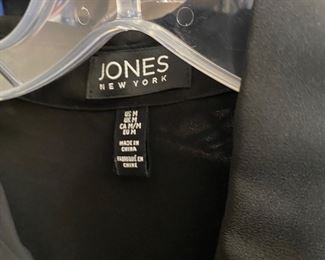 JONES
NEW YORK
US M
UK M
CA M/M
EU M
MADE IN
CHINA
FABRIQUÉ EN
CHINE